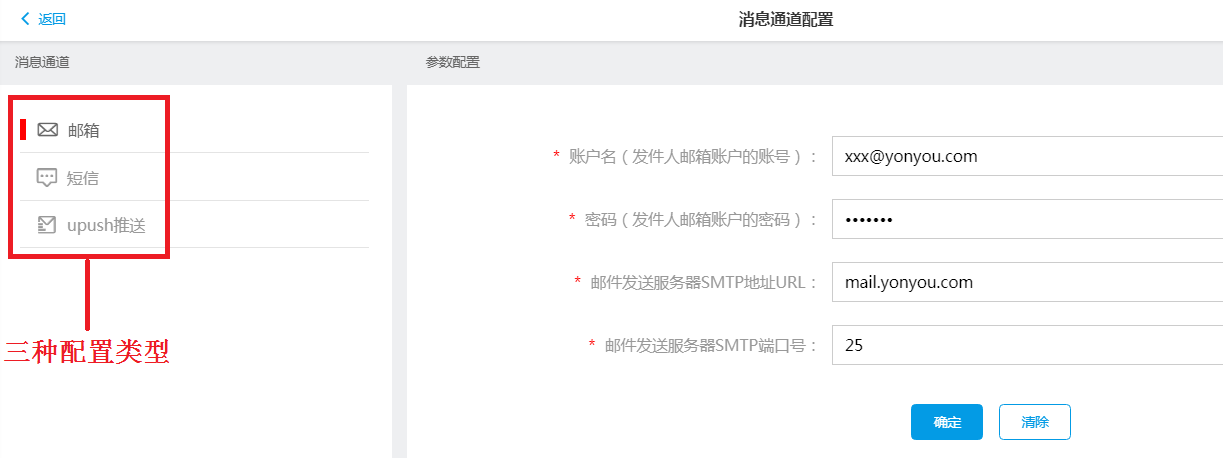 返回
消息通道配置
消息通道
参数配置
邮箱
短信
upush推送
三种配置类型
* 账户名（发件人邮箱账户的账号）： xxx@yonyou.com
* 密码（发件人邮箱账户的密码）： •••••••
* 邮件发送服务器SMTP地址URL： mail.yonyou.com
* 邮件发送服务器SMTP端口号： 25
确定 清除